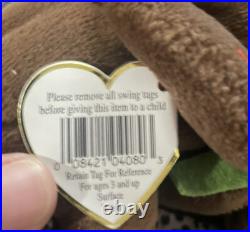 Please remove all swing tags
before giving this item to a child
0 08421 04080 3
Retain Tag For Reference
For ages 3 and up
Surface